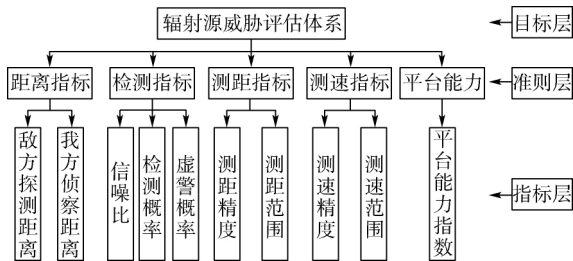 辐射源威胁评估体系
目标层
距离指标
检测指标
测距指标
测速指标
平台能力
准则层
敌方探测距离
我方侦察距离
信噪比
检测概率
虚警概率
测距精度
测距范围
测速精度
测速范围
平台能力指数
指标层